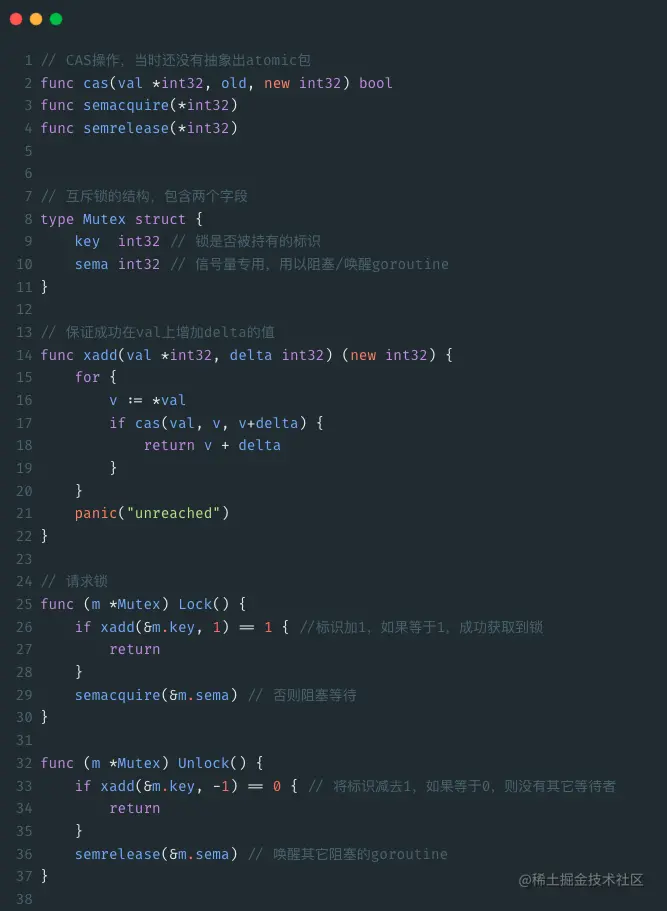 1 // CAS操作，当时还没有抽象出atomic包
2 func cas(val *int32, old, new int32) bool
3 func semacquire(*int32)
4 func semrelease(*int32)
5
6
7 // 互斥锁的结构，包含两个字段
8 type Mutex struct {
9     key  int32 // 锁是否被持有的标识
10     sema int32 // 信号量专用，用以阻塞/唤醒goroutine
11 }
12
13 // 保证成功在val上增加delta的值
14 func xadd(val *int32, delta int32) (new int32) {
15     for {
16         v := *val
17         if cas(val, v, v+delta) {
18             return v + delta
19         }
20     }
21     panic("unreached")
22 }
23
24 // 请求锁
25 func (m *Mutex) Lock() {
26     if xadd(&m.key, 1) == 1 { //标识加1，如果等于1，成功获取到锁
27         return
28     }
29     semacquire(&m.sema) // 否则阻塞等待
30 }
31
32 func (m *Mutex) Unlock() {
33     if xadd(&m.key, -1) == 0 { // 将标识减去1，如果等于0，则没有其它等待者
34         return
35     }
36     semrelease(&m.sema) // 唤醒其它阻塞的goroutine
37 }
38
@稀土掘金技术社区